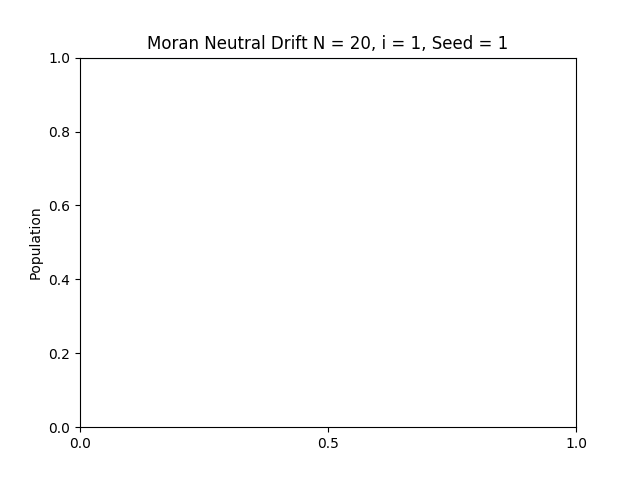 Moran Neutral Drift N = 20, i = 1, Seed = 1
Population
1.0
0.8
0.6
0.4
0.2
0.0
0.0 0.5 1.0